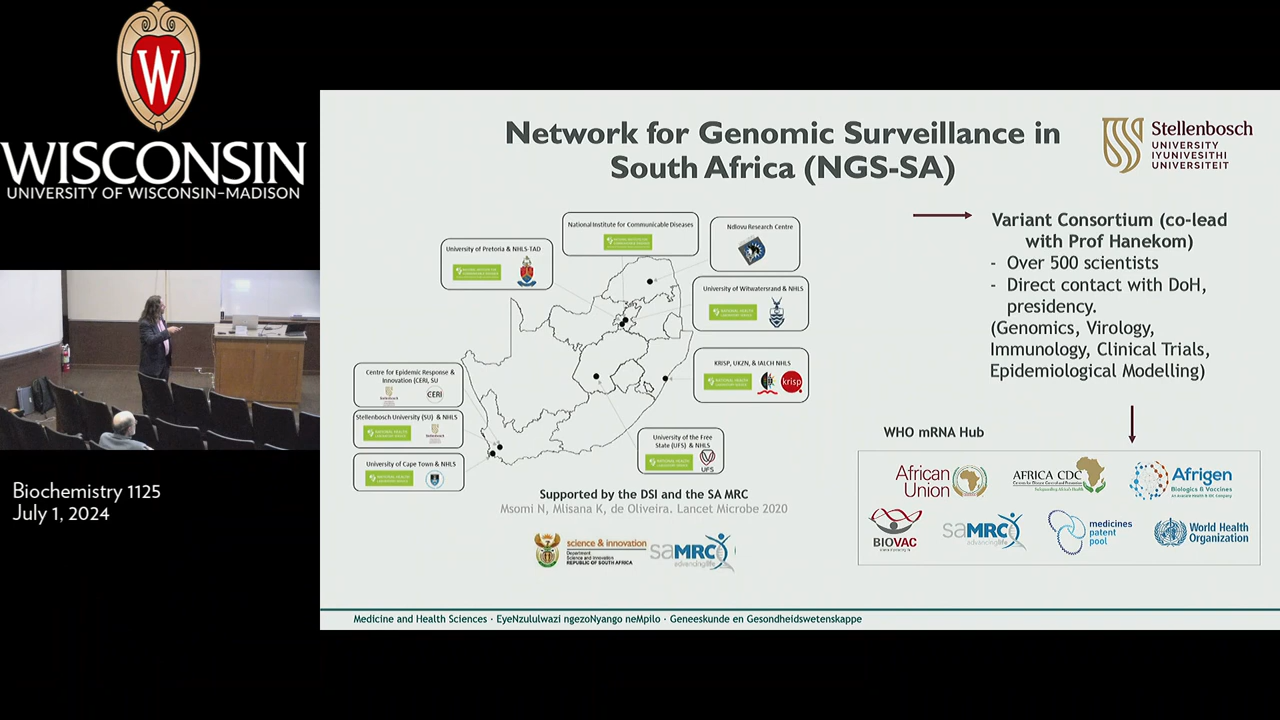 W
WISCONSIN
UNIVERSITY OF WISCONSIN–MADISON
Biochemistry 1125
July 1, 2024
Network for Genomic Surveillance in
South Africa (NGS-SA)
Stellenbosch
UNIVERSITY
IYUNIVESITHI
UNIVERSITEIT
National Institute for Communicable Diseases
Ndlovu Research Centre
University of Pretoria & NHLS-TAD
University of Witwatersrand & NHLS
KRISP, UKZN, & IALCH NHLS
krisp
Centre for Epidemic Response &
Innovation (CERI, SU
CERI
Stellenbosch University (SU) & NHLS
University of Cape Town & NHLS
University of the Free
State (UFS) & NHLS
UFS
Supported by the DSI and the SA MRC
Msomi N, Mlisana K, de Oliveira. Lancet Microbe 2020
science & innovation
Department:
Science and Innovation
REPUBLIC OF SOUTH AFRICA
saMRC
advancinglife
Variant Consortium (co-lead
with Prof Hanekom)
- Over 500 scientists
- Direct contact with DoH,
presidency.
(Genomics, Virology,
Immunology, Clinical Trials,
Epidemiological Modelling)
WHO mRNA Hub
African
Union
AFRICA CDC
Afrigen
Biologics & Vaccines
BIOVAC
saMRC
advancinglife
medicines
patent
pool
World Health
Organization
Medicine and Health Sciences · EyeNzululwazi ngezoNyango neMpilo · Geneeskunde en Gesondheidswetenskappe